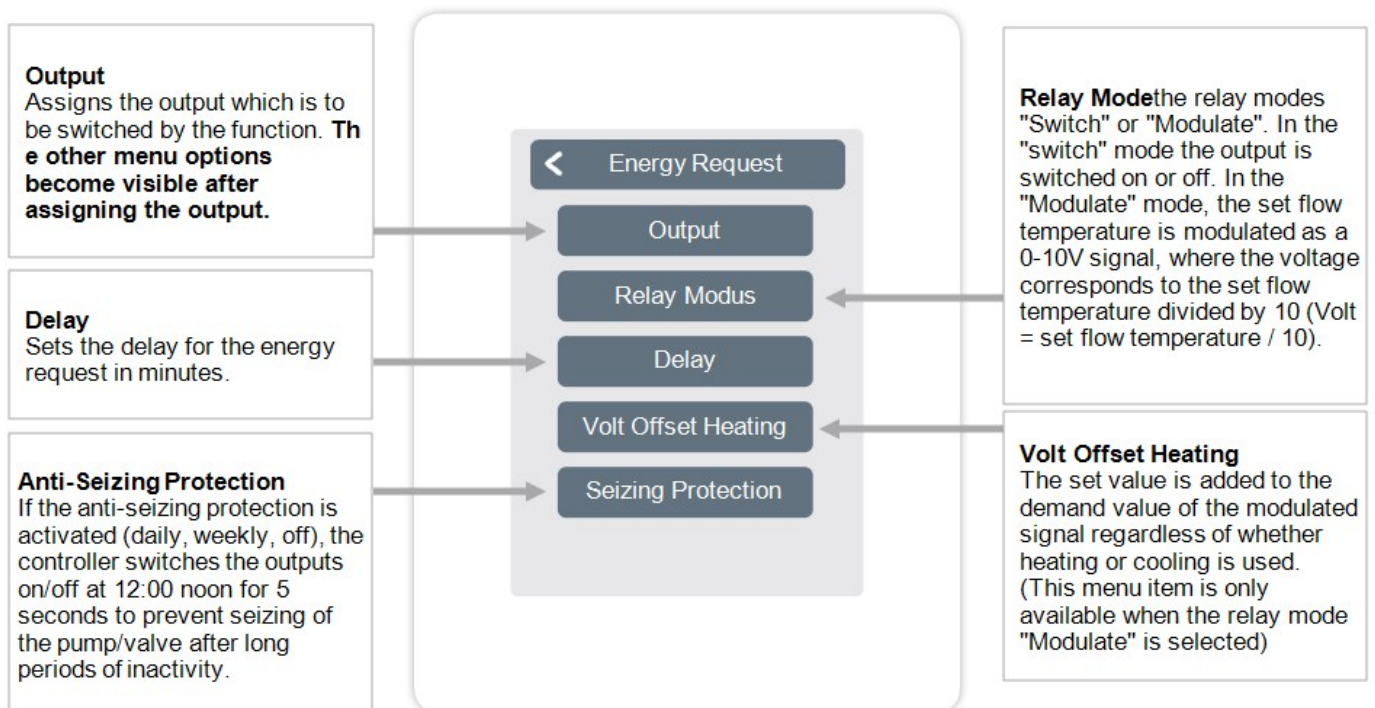 Output
Assigns the output which is to
be switched by the function. Th
e other menu options
become visible after
assigning the output.
Delay
Sets the delay for the energy
request in minutes.
Anti-Seizing Protection
If the anti-seizing protection is
activated (daily, weekly, off), the
controller switches the outputs
on/off at 12:00 noon for 5
seconds to prevent seizing of
the pump/valve after long
periods of inactivity.
Energy Request
Output
Relay Modus
Delay
Volt Offset Heating
Seizing Protection
Relay Modethe relay modes
"Switch" or "Modulate". In the
"switch" mode the output is
switched on or off. In the
"Modulate" mode, the set flow
temperature is modulated as a
0-10V signal, where the voltage
corresponds to the set flow
temperature divided by 10 (Volt
= set flow temperature / 10).
Volt Offset Heating
The set value is added to the
demand value of the modulated
signal regardless of whether
heating or cooling is used.
(This menu item is only
available when the relay mode
"Modulate" is selected)